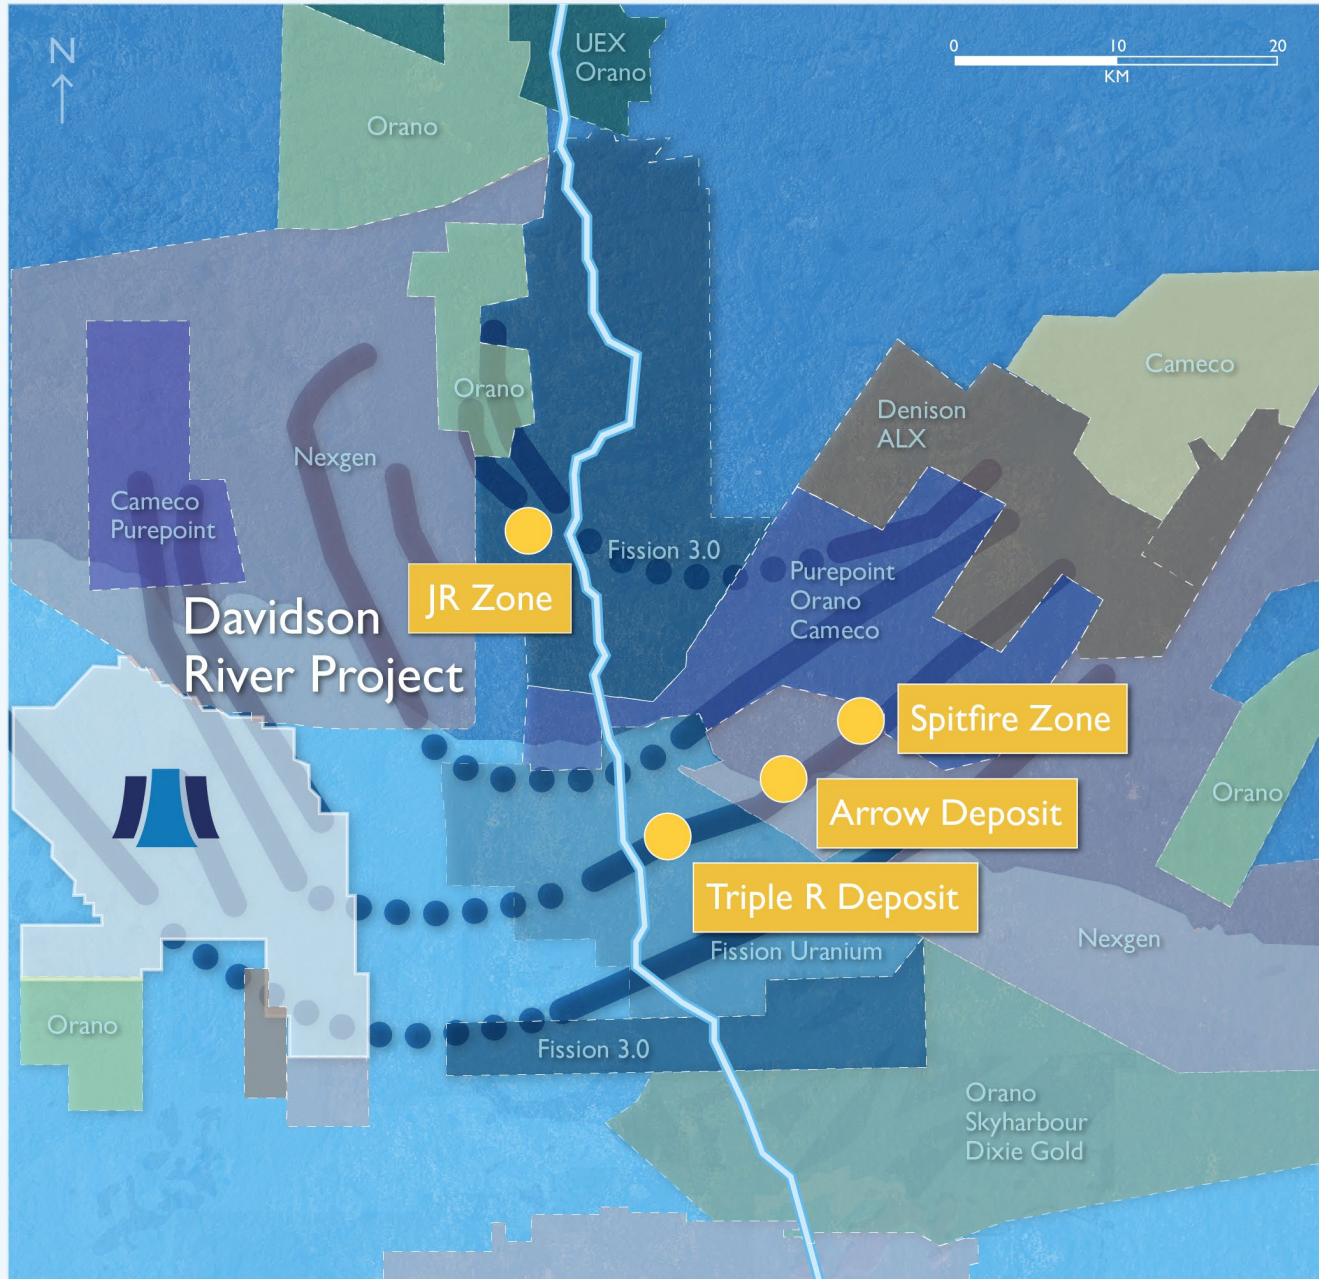 N
UEX
Orano
0 10 20
KM
Orano
Cameco
Orano
Denison
ALX
Nexgen
Cameco
Purepoint
Fission 3.0
Purepoint
Orano
Cameco
JR Zone
Davidson
River Project
Spitfire Zone
Orano
Arrow Deposit
Triple R Deposit
Fission Uranium
Nexgen
Orano
Fission 3.0
Orano
Skyharbour
Dixie Gold